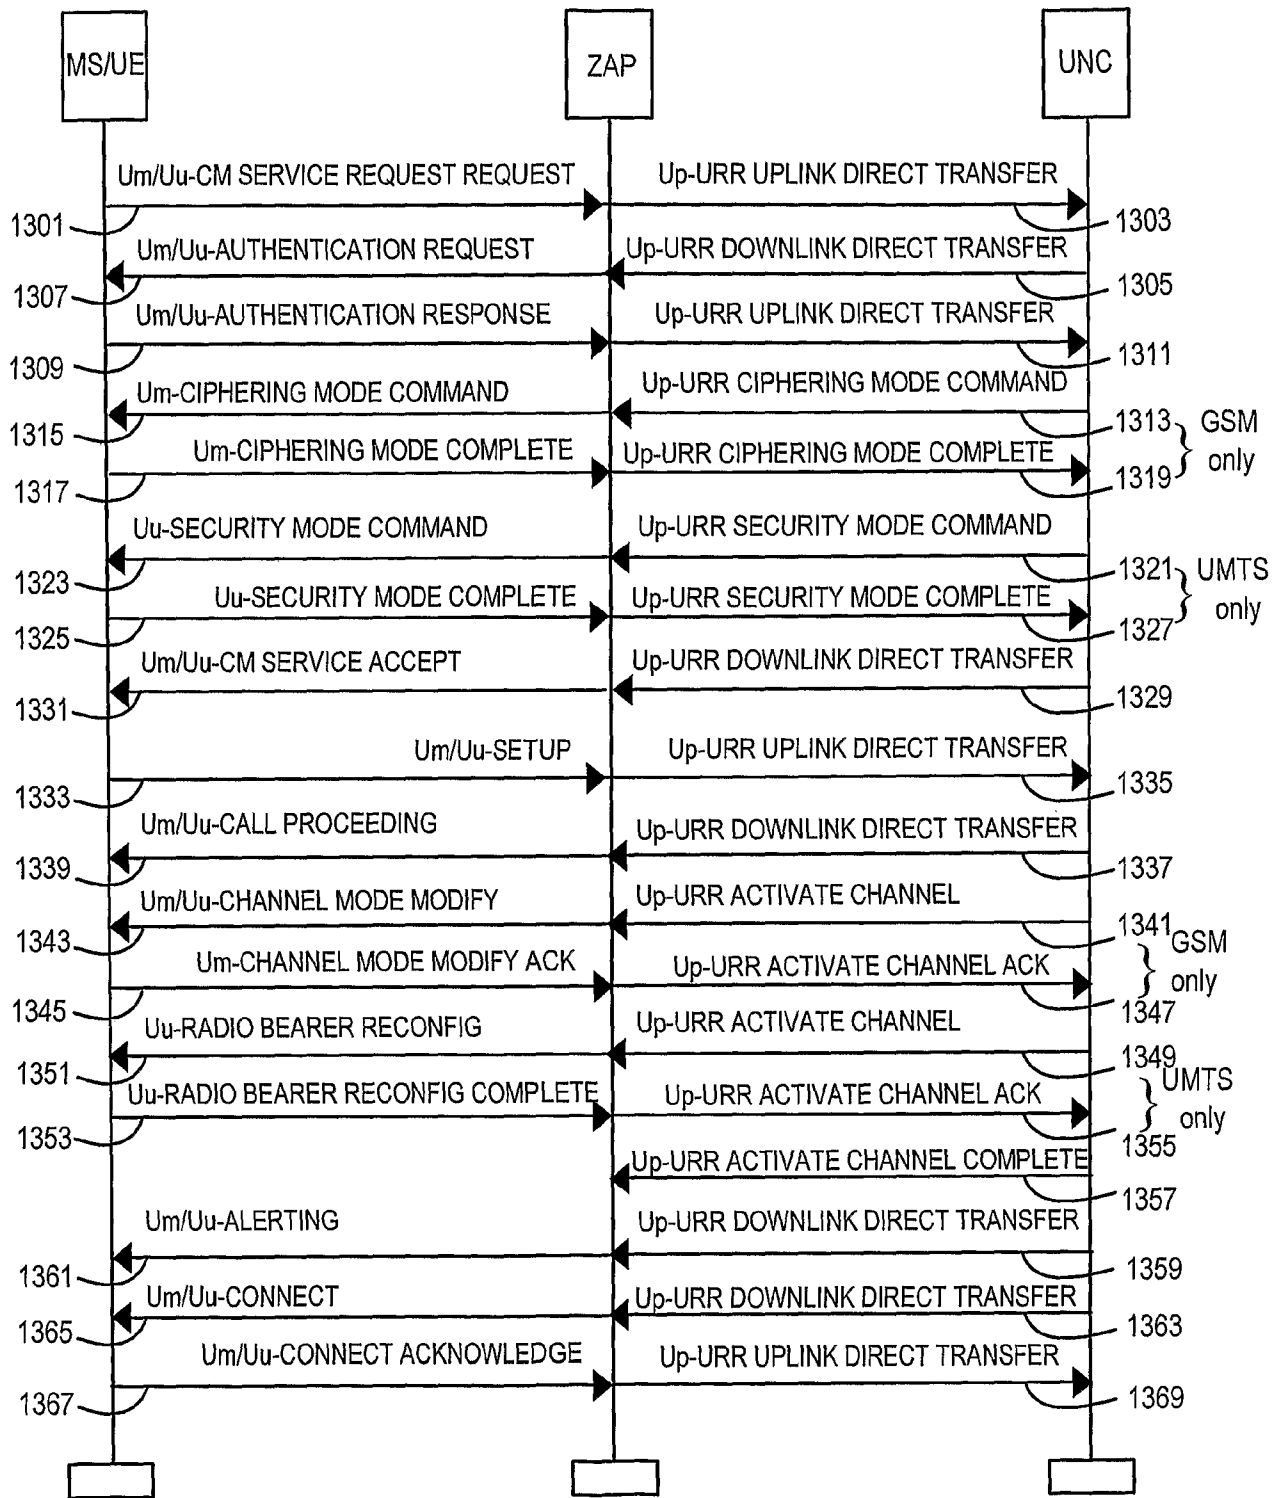 MS/UE ZAP UNC
Um/Uu-CM SERVICE REQUEST REQUEST Up-URR UPLINK DIRECT TRANSFER
1301 1303
Um/Uu-AUTHENTICATION REQUEST Up-URR DOWNLINK DIRECT TRANSFER
1307 1305
Um/Uu-AUTHENTICATION RESPONSE Up-URR UPLINK DIRECT TRANSFER
1309 1311
Um-CIPHERING MODE COMMAND Up-URR CIPHERING MODE COMMAND
1315 1313 GSM
Um-CIPHERING MODE COMPLETE Up-URR CIPHERING MODE COMPLETE only
1317 1319
Uu-SECURITY MODE COMMAND Up-URR SECURITY MODE COMMAND
1323 1321 UMTS
Uu-SECURITY MODE COMPLETE Up-URR SECURITY MODE COMPLETE only
1325 1327
Um/Uu-CM SERVICE ACCEPT Up-URR DOWNLINK DIRECT TRANSFER
1331 1329
Um/Uu-SETUP Up-URR UPLINK DIRECT TRANSFER
1333 1335
Um/Uu-CALL PROCEEDING Up-URR DOWNLINK DIRECT TRANSFER
1339 1337
Um/Uu-CHANNEL MODE MODIFY Up-URR ACTIVATE CHANNEL
1343 1341 GSM
Um-CHANNEL MODE MODIFY ACK Up-URR ACTIVATE CHANNEL ACK only
1345 1347
Uu-RADIO BEARER RECONFIG Up-URR ACTIVATE CHANNEL
1351 1349 UMTS
Uu-RADIO BEARER RECONFIG COMPLETE Up-URR ACTIVATE CHANNEL ACK only
1353 1355
Up-URR ACTIVATE CHANNEL COMPLETE
1357
Um/Uu-ALERTING Up-URR DOWNLINK DIRECT TRANSFER
1361 1359
Um/Uu-CONNECT Up-URR DOWNLINK DIRECT TRANSFER
1365 1363
Um/Uu-CONNECT ACKNOWLEDGE Up-URR UPLINK DIRECT TRANSFER
1367 1369